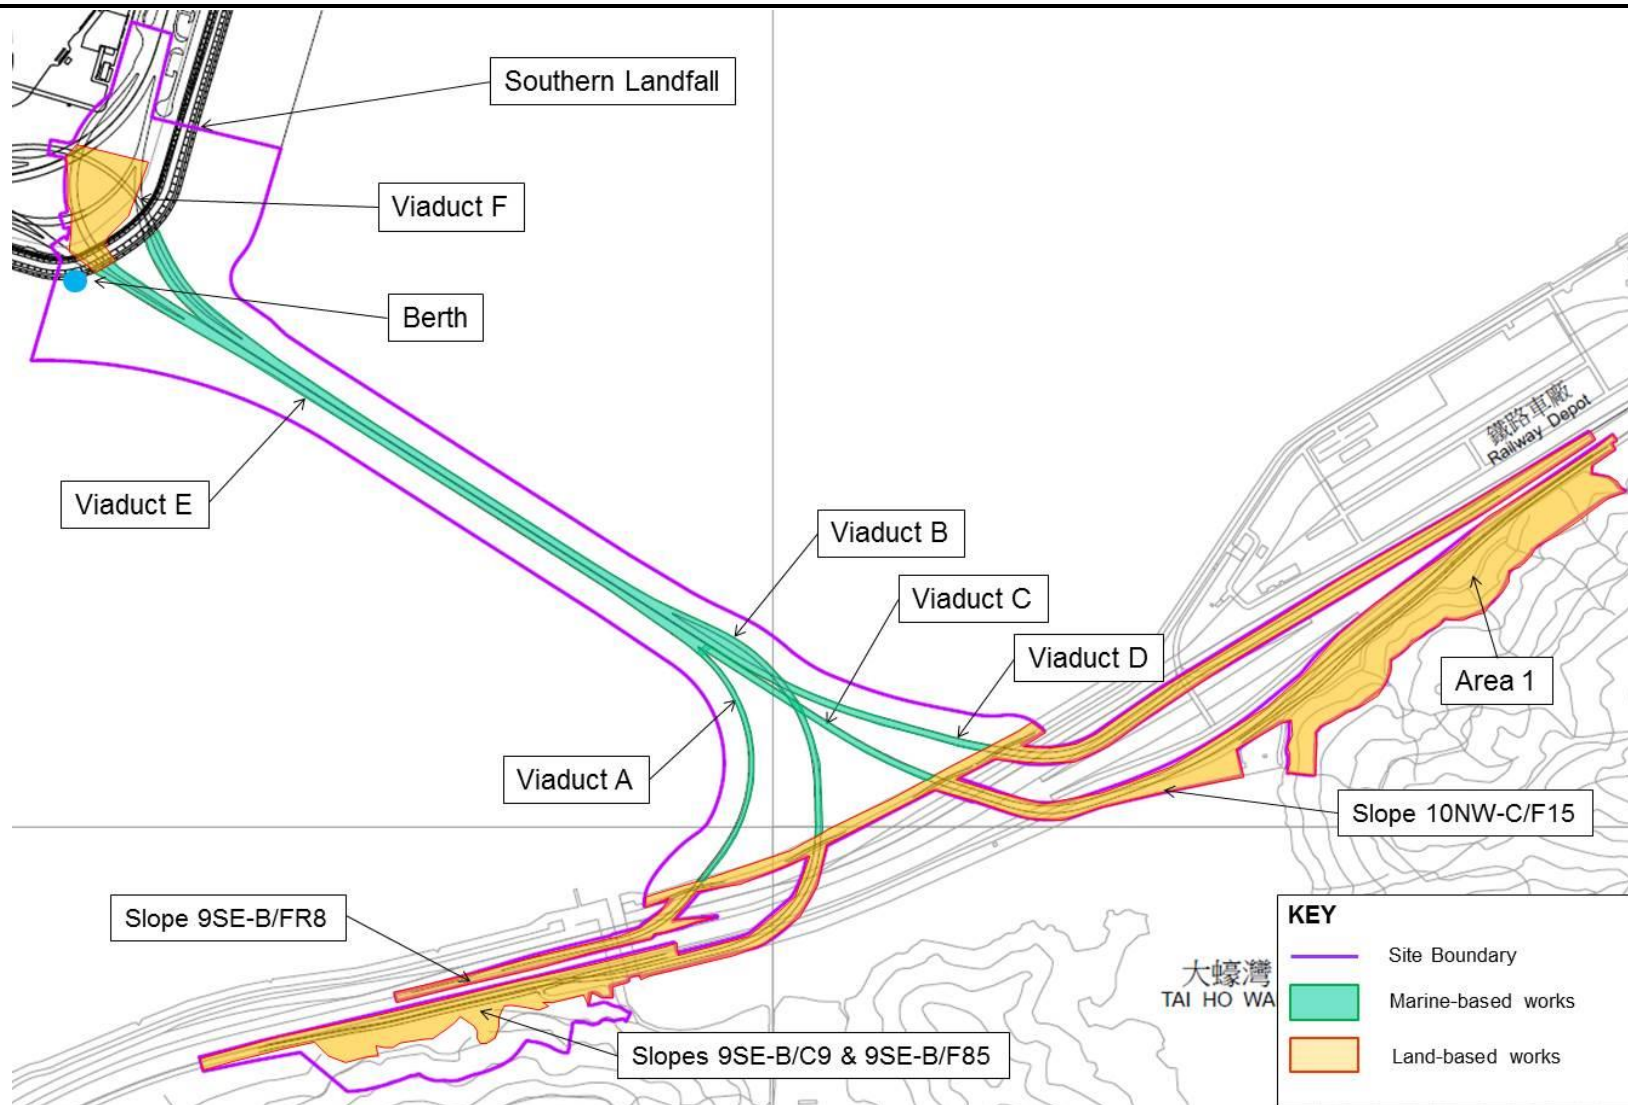 Southern Landfall
Viaduct F
Berth
Viaduct E
Viaduct B
Viaduct C
Viaduct D
Viaduct A
鐵路車廠
Railway Depot
Area 1
Slope 10NW-C/F15
Slope 9SE-B/FR8
大蠔灣
TAI HO WA
Slopes 9SE-B/C9 & 9SE-B/F85
KEY
Site Boundary
Marine-based works
Land-based works